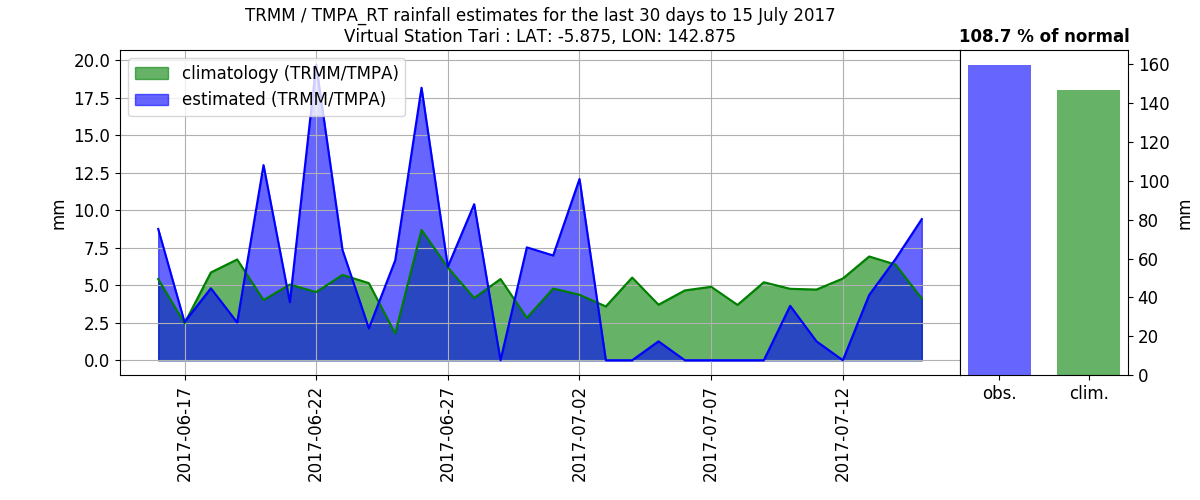 TRMM / TMPA_RT rainfall estimates for the last 30 days to 15 July 2017
Virtual Station Tari : LAT: -5.875, LON: 142.875
108.7 % of normal
climatology (TRMM/TMPA)
estimated (TRMM/TMPA)
20.0
17.5
15.0
12.5
10.0
7.5
5.0
2.5
0.0
mm
2017-06-17
2017-06-22
2017-06-27
2017-07-02
2017-07-07
2017-07-12
160
140
120
100
80
60
40
20
0
mm
obs.
clim.